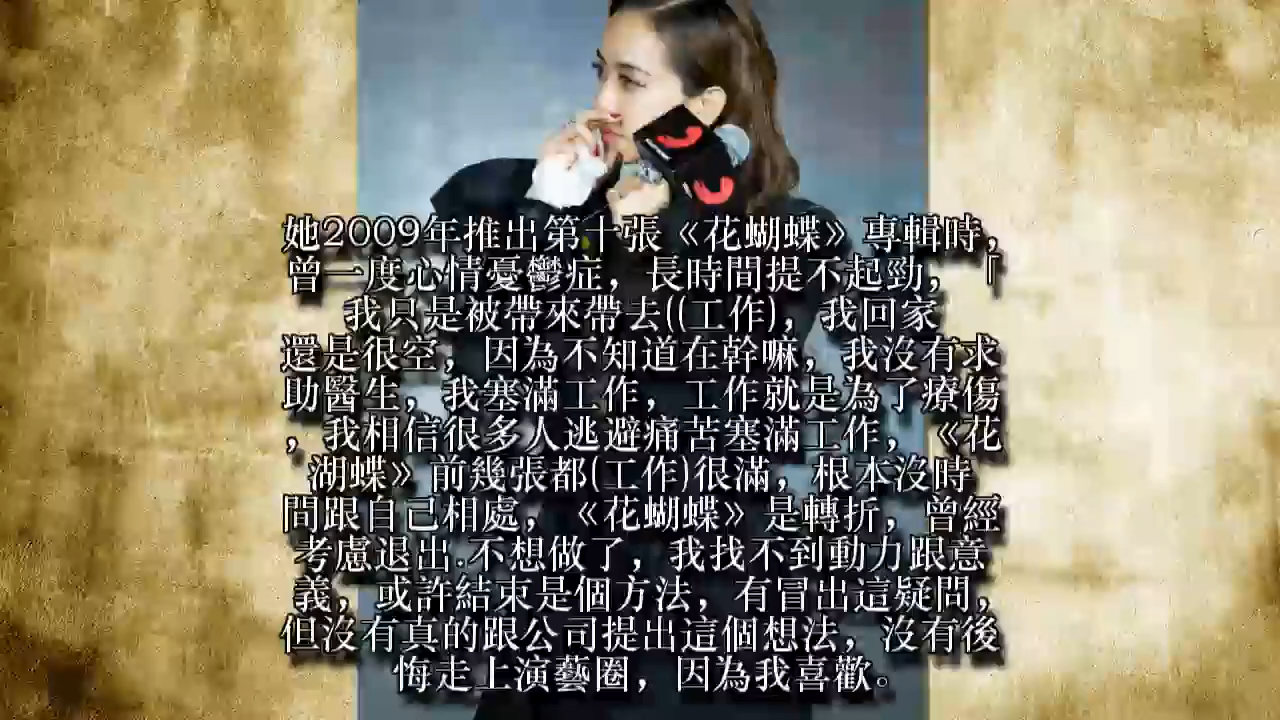 她2009年推出第十張《花蝴蝶》專輯時，
曾一度心情憂鬱症，長時間提不起勁，「
我只是被帶來帶去((工作)，我回家
還是很空，因為不知道在幹嘛，我沒有求
助醫生，我塞滿工作，工作就是為了療傷
，我相信很多人逃避痛苦塞滿工作，《花
湖蝶》前幾張都(工作)很滿，根本沒時
間跟自己相處，《花蝴蝶》是轉折，曾經
考慮退出.不想做了，我找不到動力跟意
義，或許結束是個方法，有冒出這疑問，
但沒有真的跟公司提出這個想法，沒有後
悔走上演藝圈，因為我喜歡。